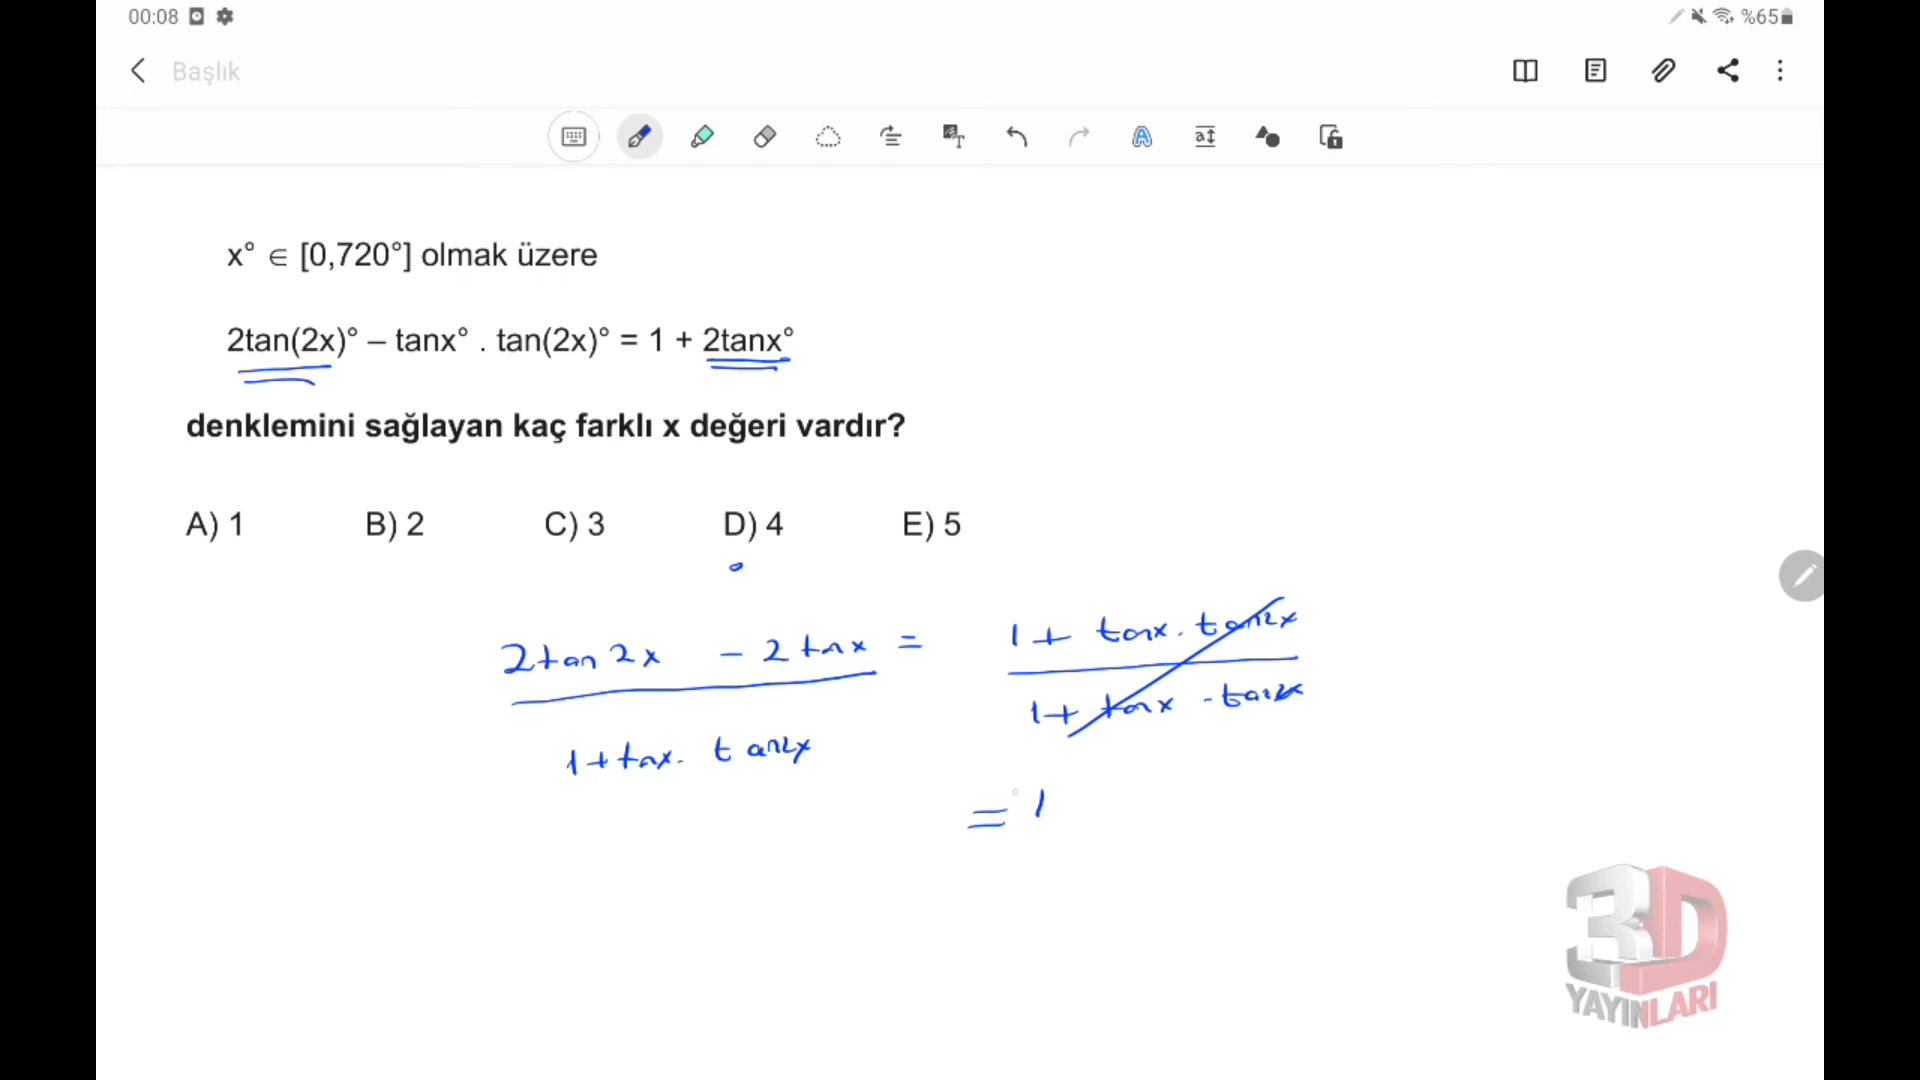 00:08
%65
Başlık
x° ∈ [0,720°] olmak üzere
2tan(2x)° – tanx° . tan(2x)° = 1 + 2tanx°
denklemini sağlayan kaç farklı x değeri vardır?
A) 1 B) 2 C) 3 D) 4 E) 5
2tan2x - 2tnx = 1 + tanx . tan2x
1 + tnx . tan2x 1 + tanx - tan2x
= 1
3D
YAYINLARI